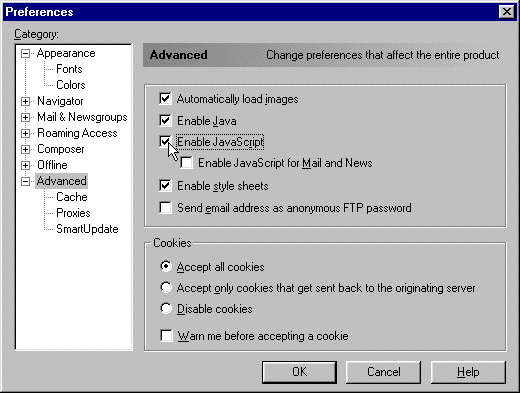 Preferences
Category:
Appearance
Fonts
Colors
Navigator
Mail & Newsgroups
Roaming Access
Composer
Offline
Advanced
Cache
Proxies
SmartUpdate
Advanced Change preferences that affect the entire product
Automatically load images
Enable Java
Enable JavaScript
Enable JavaScript for Mail and News
Enable style sheets
Send email address as anonymous FTP password
Cookies
Accept all cookies
Accept only cookies that get sent back to the originating server
Disable cookies
Warn me before accepting a cookie
OK Cancel Help